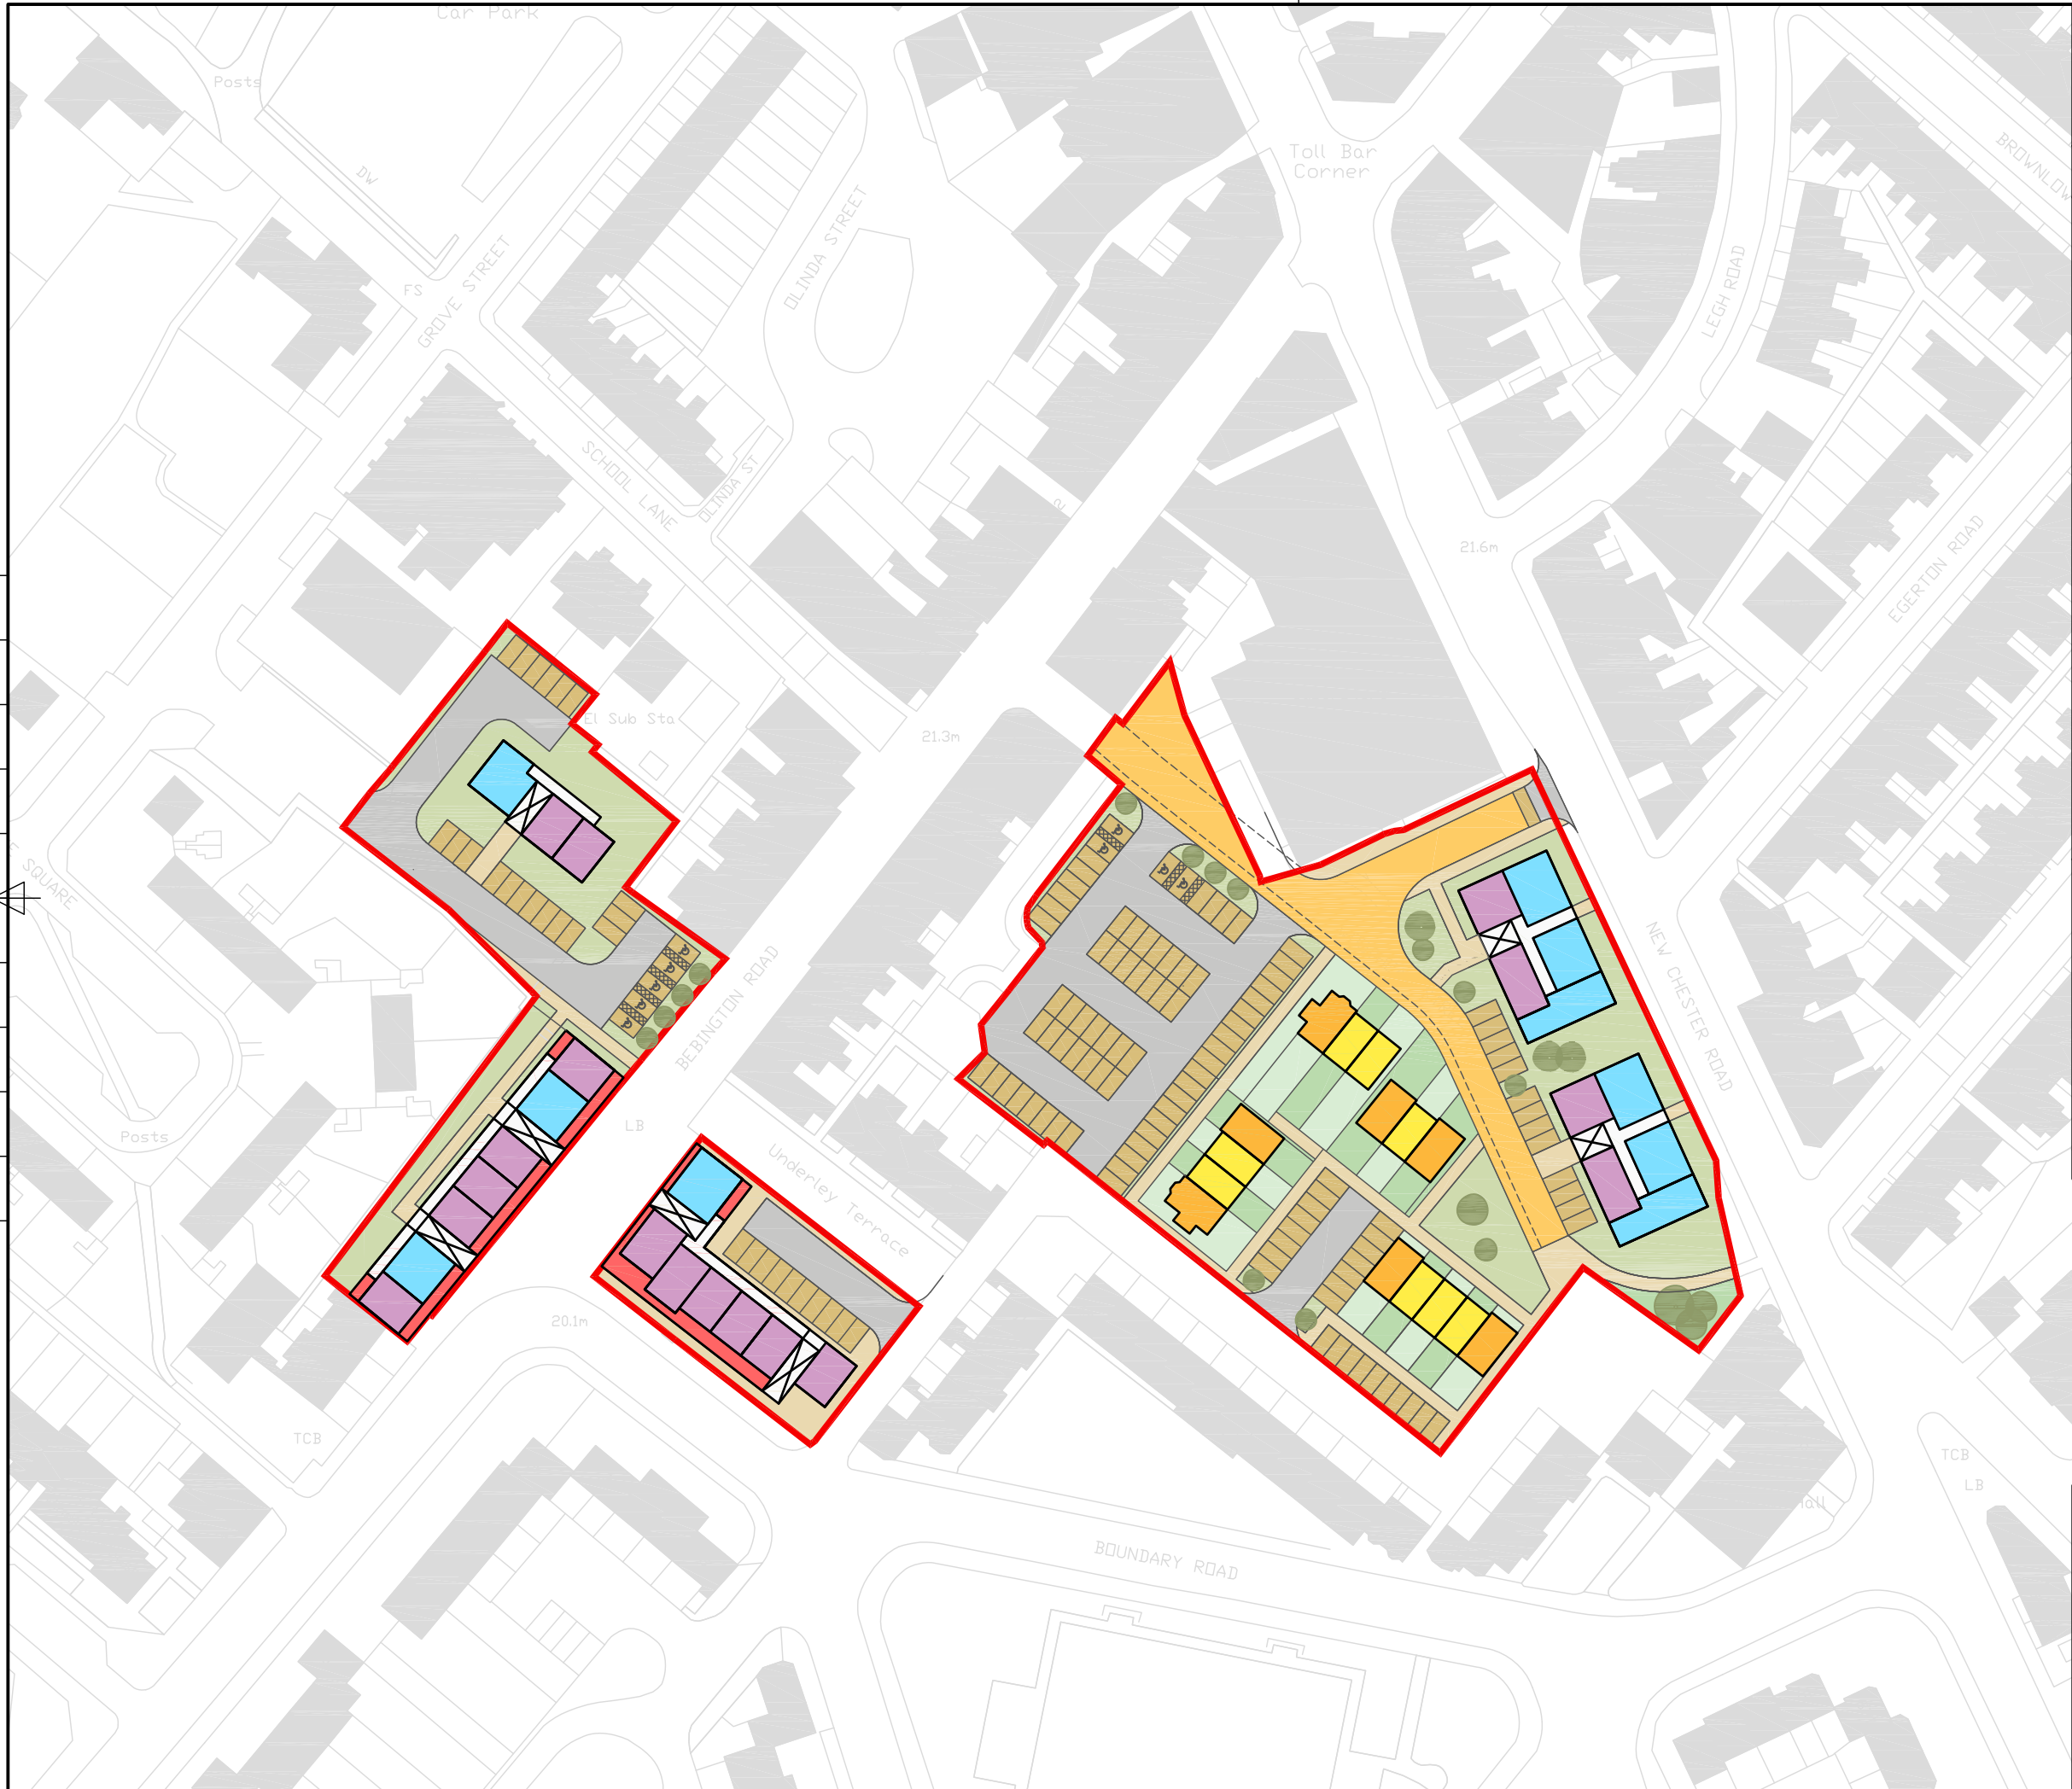 Car Park
Posts
DW
Toll Bar
Corner
BROWNLOW
FS
GROVE STREET
OLINDA STREET
LEGH ROAD
SCHOOL LANE
OLINDA ST
21.6m
EGERTON ROAD
El Sub Sta
21.3m
SQUARE
BEBINGTON ROAD
NEW CHESTER ROAD
Posts
LB
Underley Terrace
20.1m
TCB
TCB
LB
BOUNDARY ROAD